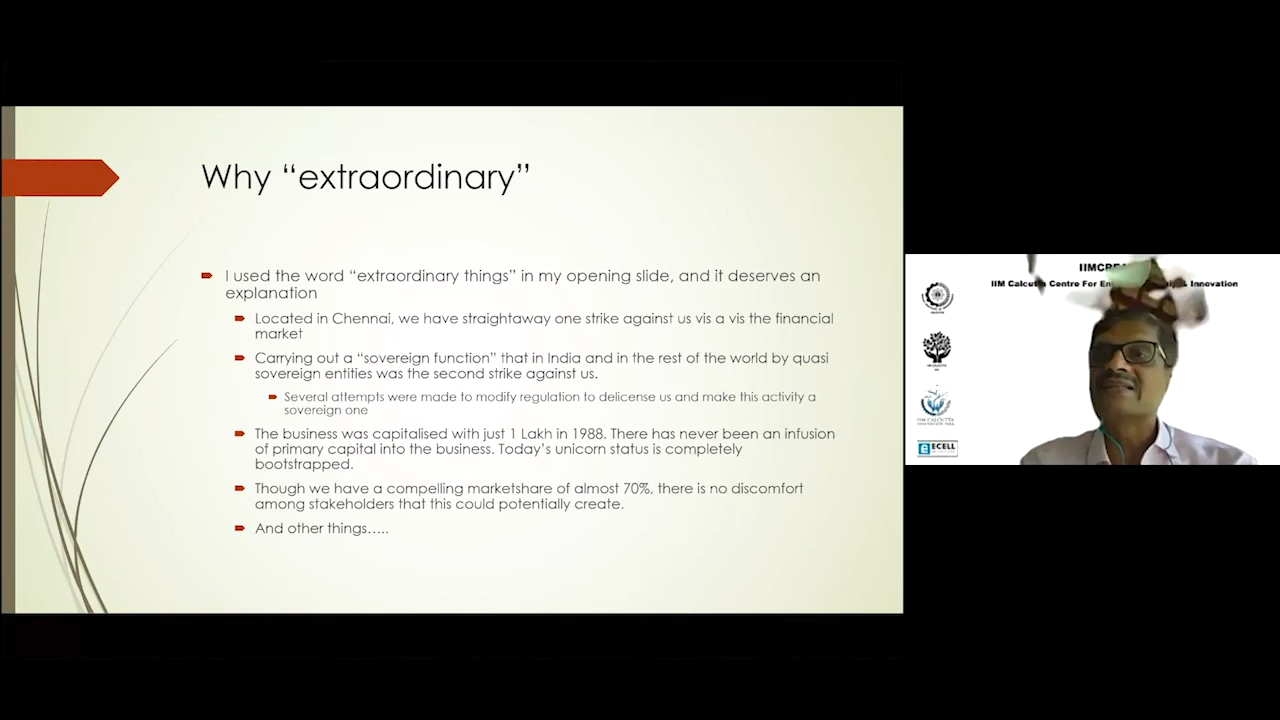 Why “extraordinary”
I used the word “extraordinary things” in my opening slide, and it deserves an
explanation
Located in Chennai, we have straightaway one strike against us vis a vis the financial
market
Carrying out a “sovereign function” that in India and in the rest of the world by quasi
sovereign entities was the second strike against us.
Several attempts were made to modify regulation to delicense us and make this activity a
sovereign one
The business was capitalised with just 1 Lakh in 1988. There has never been an infusion
of primary capital into the business. Today’s unicorn status is completely
bootstrapped.
Though we have a compelling marketshare of almost 70%, there is no discomfort
among stakeholders that this could potentially create.
And other things…..
IIM Calcutta Centre For & Innovation
ECELL